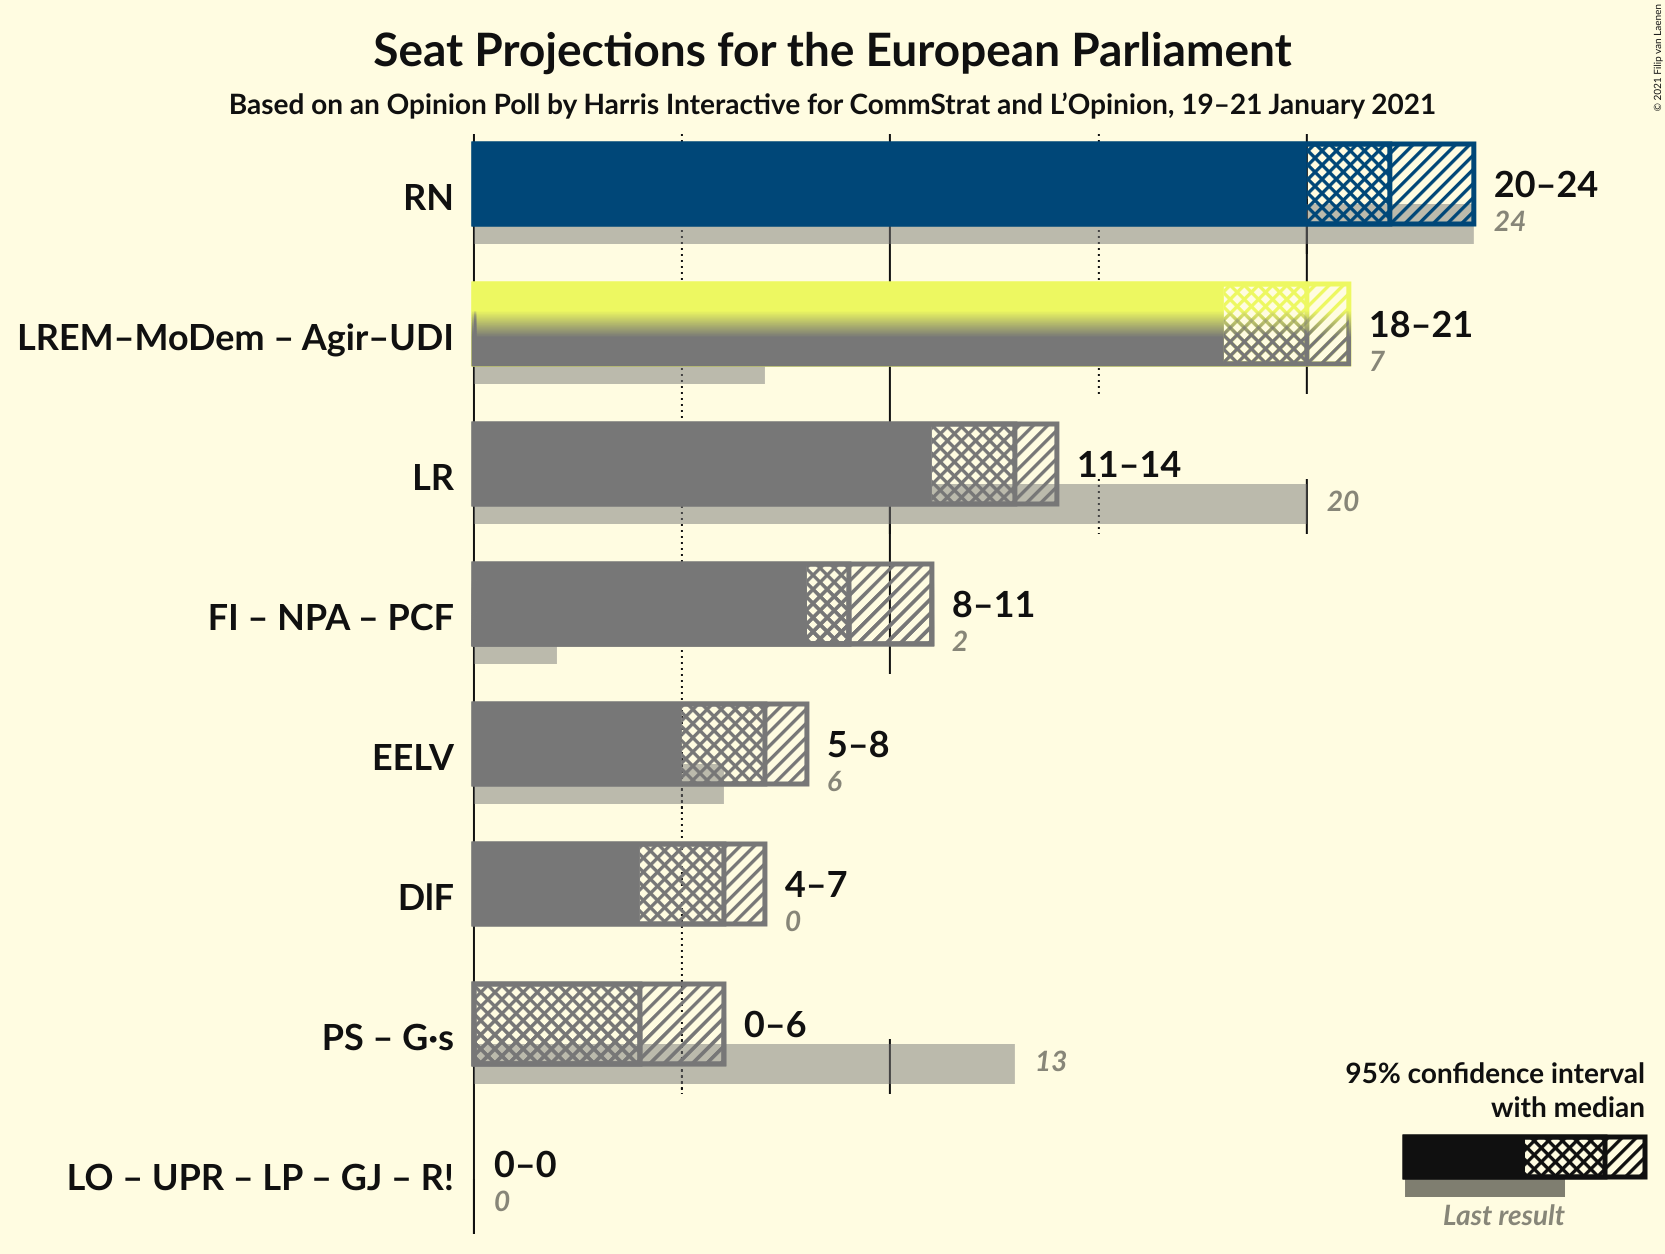 Seat Projections for the European Parliament
Based on an Opinion Poll by Harris Interactive for CommStrat and L’Opinion, 19–21 January 2021
© 2021 Filip van Laenen
RN
20–24
24
LREM–MoDem – Agir–UDI
18–21
7
LR
11–14
20
FI – NPA – PCF
8–11
2
EELV
5–8
6
DlF
4–7
0
PS – G·s
0–6
13
LO – UPR – LP – GJ – R!
0–0
0
95% confidence interval
with median
Last result